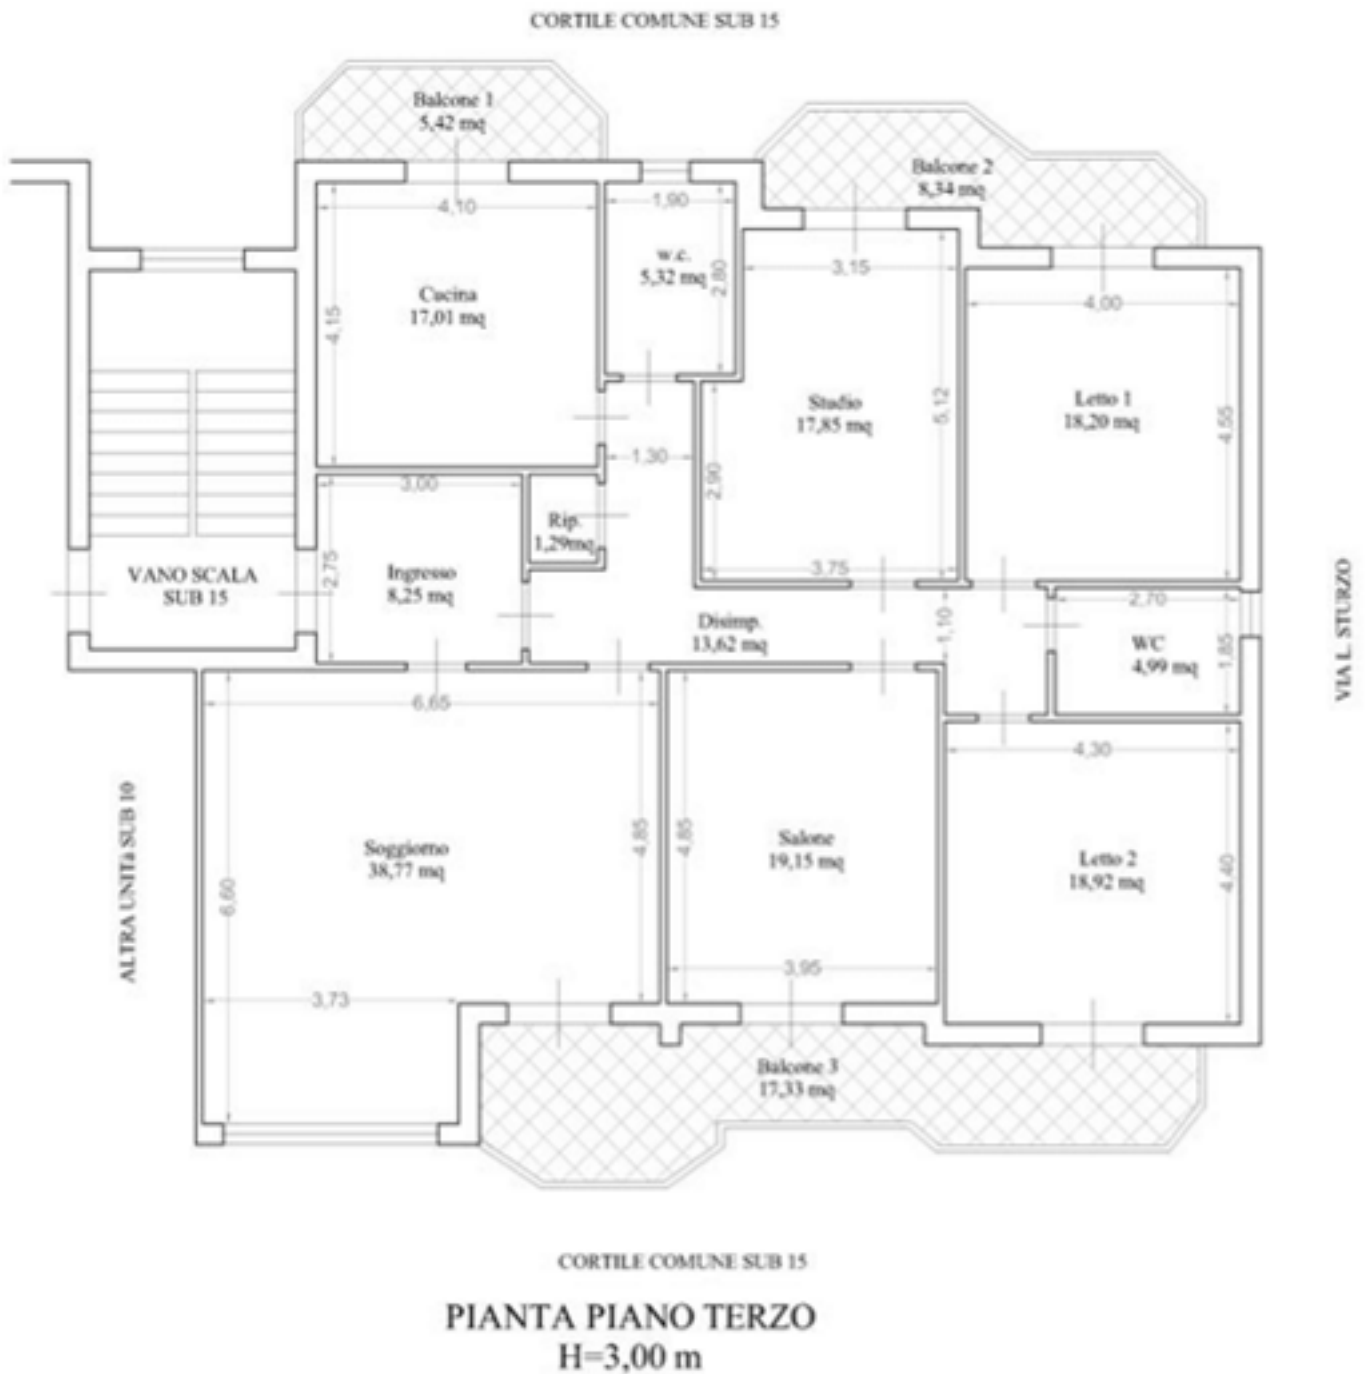 CORTILE COMUNE SUB 15
Balcone 1
5,42 mq
Balcone 2
8,34 mq
4,10
1,90
w.c.
5,32 mq
2,80
3,15
4,00
Cucina
17,01 mq
4,15
Studio
17,85 mq
5,12
Letto 1
18,20 mq
4,55
1,30
2,90
3,00
Rip.
1,29mq
VANO SCALA
SUB 15
2,75
Ingresso
8,25 mq
3,75
Disimp.
13,62 mq
1,10
2,70
WC
4,99 mq
1,85
VIA L. STURZO
6,65
4,30
ALTRA UNITà SUB 10
Soggiorno
38,77 mq
4,85
4,85
Salone
19,15 mq
Letto 2
18,92 mq
4,40
6,60
3,73
3,95
Balcone 3
17,33 mq
CORTILE COMUNE SUB 15
PIANTA PIANO TERZO
H=3,00 m